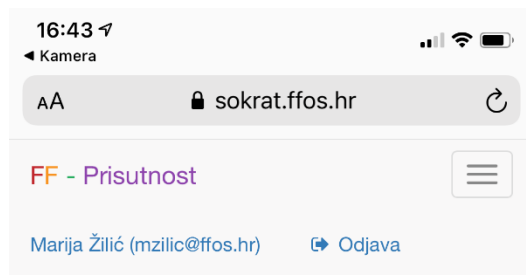 16:43
◀ Kamera
AA sokrat.ffos.hr
FF - Prisutnost
Marija Žilić (mzilic@ffos.hr) Odjava